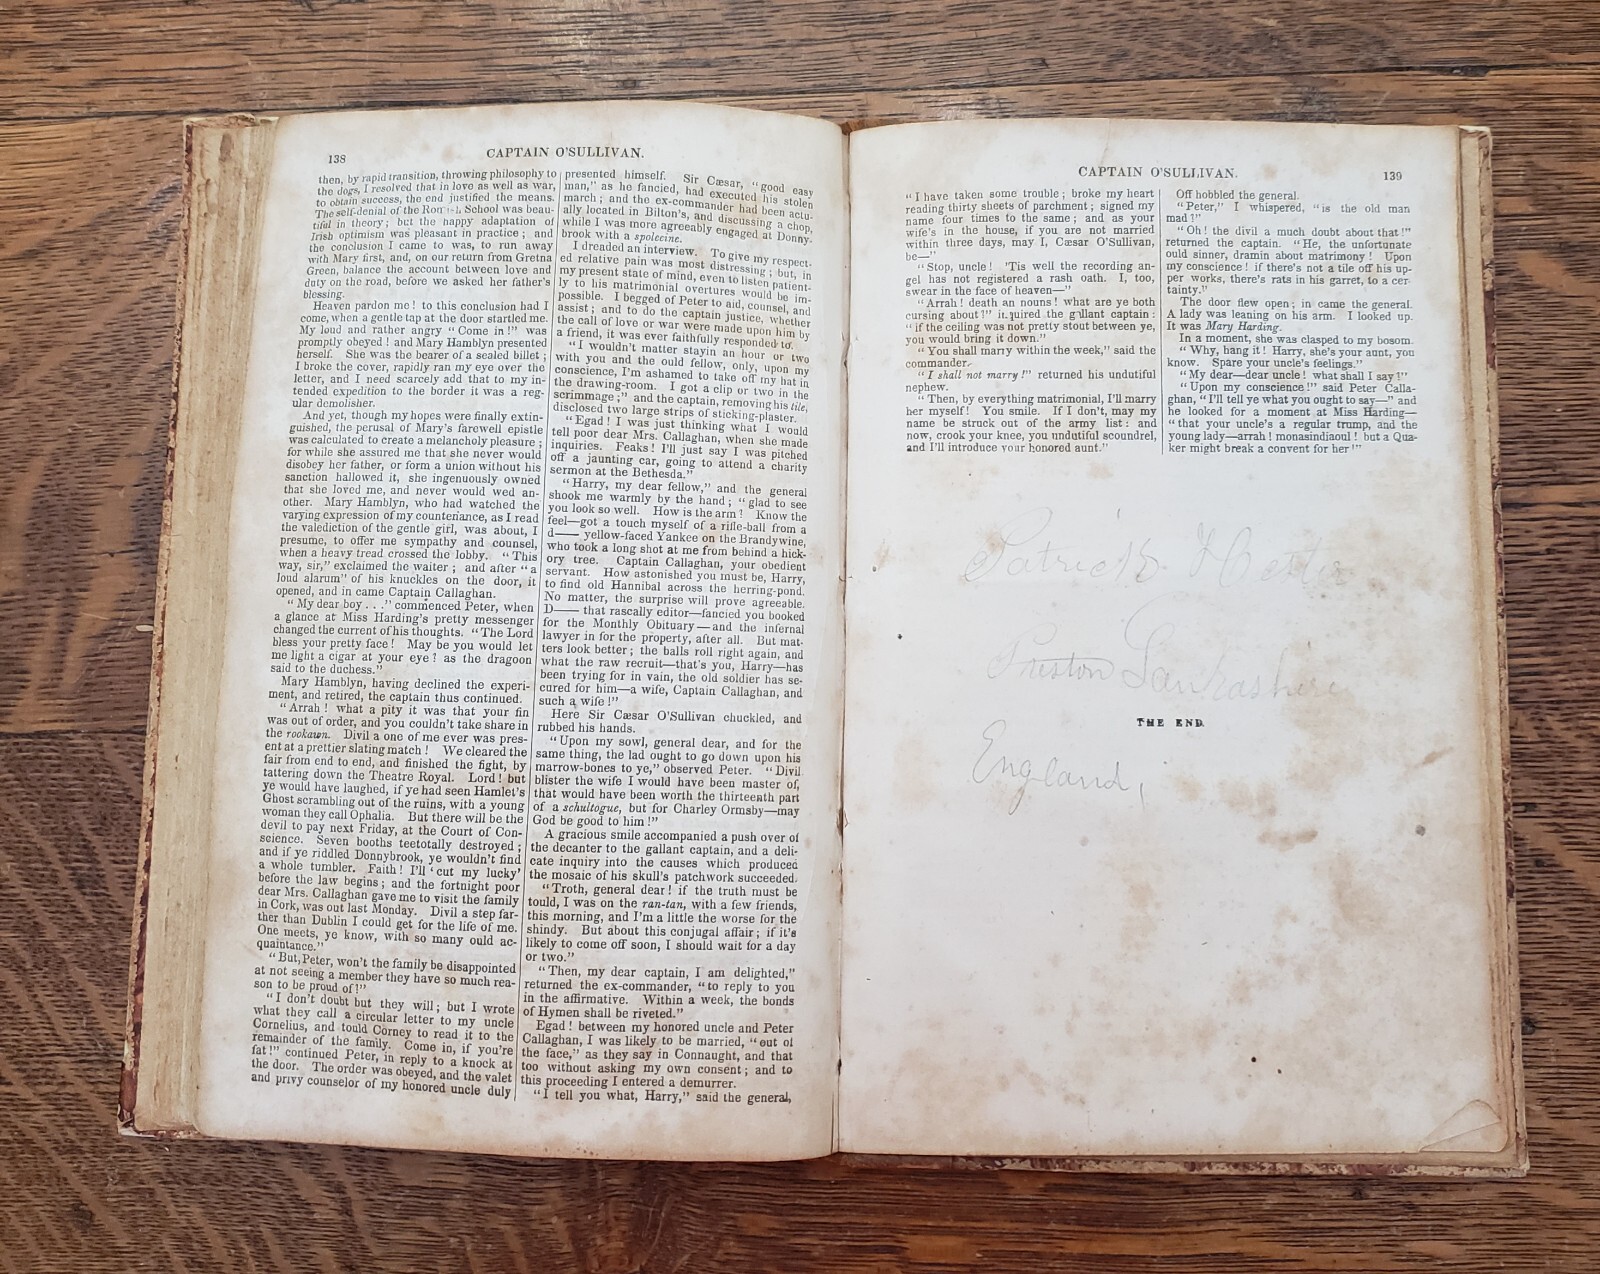 138
CAPTAIN O'SULLIVAN.
then, by rapid transition, throwing philosophy to
the dogs, I resolved that in love as well as war,
to obtain success, the end justified the means.
The self-denial of the School was beau-
tiful in theory; but the happy adaptation of
Irish optimism was pleasant in practice; and
the conclusion I came to was, to run away
with Mary first, and, on our return from Gretna
Green, balance the account between love and
duty on the road, before we asked her father's
blessing.
Heaven pardon me! to this conclusion had I
come, when a gentle tap at the door startled me.
My loud and rather angry "Come in!" was
promptly obeyed! and Mary Hamblyn presented
herself. She was the bearer of a sealed billet;
I broke the cover, rapidly ran my eye over the
letter, and I need scarcely add that to my in-
tended expedition to the border it was a reg-
ular demolisher.
And yet, though my hopes were finally extin-
guished, the perusal of Mary's farewell epistle
was calculated to create a melancholy pleasure;
for while she assured me that she never would
disobey her father, or form a union without his
sanction hallowed it, she ingenuously owned
that she loved me, and never would wed an-
other. Mary Hamblyn, who had watched the
varying expression of my countenance, as I read
the valediction of the gentle girl, was about, I
presume, to offer me sympathy and counsel,
when a heavy tread crossed the lobby. "This
way, sir," exclaimed the waiter; and after "a
loud alarum" of his knuckles on the door, it
opened, and in came Captain Callaghan.
"My dear boy . . ." commenced Peter, when
a glance at Miss Harding's pretty messenger
changed the current of his thoughts. "The Lord
bless your pretty face! May be you would let
me light a cigar at your eye? as the dragoon
said to the duchess."
Mary Hamblyn, having declined the experi-
ment, and retired, the captain thus continued.
"Arrah! what a pity it was that your fin
was out of order, and you couldn't take share in
the rookawn. Divil a one of me ever was pres-
ent at a prettier slating match! We cleared the
fair from end to end, and finished the fight, by
tattering down the Theatre Royal. Lord! but
ye would have laughed, if ye had seen Hamlet's
Ghost scrambling out of the ruins, with a young
woman they call Ophalia. But there will be the
devil to pay next Friday, at the Court of Con-
science. Seven booths teetotally destroyed;
and if ye riddled Donnybrook, ye wouldn't find
a whole tumbler. Faith! I'll 'cut my lucky'
before the law begins; and the fortnight poor
dear Mrs. Callaghan gave me to visit the family
in Cork, was out last Monday. Divil a step far-
ther than Dublin I could get for the life of me.
One meets, ye know, with so many ould ac-
quaintance."
"But, Peter, won't the family be disappointed
at not seeing a member they have so much rea-
son to be proud of?"
"I don't doubt but they will; but I wrote
what they call a circular letter to my uncle
Cornelius, and tould Corney to read it to the
remainder of the family. Come in, if you're
fat!" continued Peter, in reply to a knock at
the door. The order was obeyed, and the valet
and privy counselor of my honored uncle duly
presented himself. Sir Cæsar, "good easy
man," as he fancied, had executed his stolen
march; and the ex-commander had been actu-
ally located in Bilton's, and discussing a chop,
while I was more agreeably engaged at Donny-
brook with a spolecine.
I dreaded an interview. To give my respect-
ed relative pain was most distressing; but, in
my present state of mind, even to listen patient-
ly to his matrimonial overtures would be im-
possible. I begged of Peter to aid, counsel, and
assist; and to do the captain justice, whether
the call of love or war were made upon him by
a friend, it was ever faithfully responded to.
"I wouldn't matter stayin an hour or two
with you and the ould fellow, only, upon my
conscience, I'm ashamed to take off my hat in
the drawing-room. I got a clip or two in the
scrimmage;" and the captain, removing his tile,
disclosed two large strips of sticking-plaster.
"Egad! I was just thinking what I would
tell poor dear Mrs. Callaghan, when she made
inquiries. Feaks! I'll just say I was pitched
off a jaunting car, going to attend a charity
sermon at the Bethesda."
"Harry, my dear fellow," and the general
shook me warmly by the hand; "glad to see
you look so well. How is the arm? Know the
feel—got a touch myself of a rifle-ball from a
d—— yellow-faced Yankee on the Brandywine,
who took a long shot at me from behind a hick-
ory tree. Captain Callaghan, your obedient
servant. How astonished you must be, Harry,
to find old Hannibal across the herring-pond.
No matter, the surprise will prove agreeable.
D—— that rascally editor—fancied you booked
for the Monthly Obituary—and the infernal
lawyer in for the property, after all. But mat-
ters look better; the balls roll right again, and
what the raw recruit—that's you, Harry—has
been trying for in vain, the old soldier has se-
cured for him—a wife, Captain Callaghan, and
such a wife!"
Here Sir Cæsar O'Sullivan chuckled, and
rubbed his hands.
"Upon my sowl, general dear, and for the
same thing, the lad ought to go down upon his
marrow-bones to ye," observed Peter. "Divil
blister the wife I would have been master of,
that would have been worth the thirteenth part
of a schultogue, but for Charley Ormsby—may
God be good to him!"
A gracious smile accompanied a push over of
the decanter to the gallant captain, and a deli-
cate inquiry into the causes which produced
the mosaic of his skull's patchwork succeeded.
"Troth, general dear! if the truth must be
tould, I was on the ran-tan, with a few friends,
this morning, and I'm a little the worse for the
shindy. But about this conjugal affair; if it's
likely to come off soon, I should wait for a day
or two."
"Then, my dear captain, I am delighted,"
returned the ex-commander, "to reply to you
in the affirmative. Within a week, the bonds
of Hymen shall be riveted."
Egad! between my honored uncle and Peter
Callaghan, I was likely to be married, "out of
the face," as they say in Connaught, and that
too without asking my own consent; and to
this proceeding I entered a demurrer.
"I tell you what, Harry," said the general,
CAPTAIN O'SULLIVAN.
139
"I have taken some trouble; broke my heart
reading thirty sheets of parchment; signed my
name four times to the same; and as your
wife's in the house, if you are not married
within three days, may I, Cæsar O'Sullivan,
be—"
"Stop, uncle! 'Tis well the recording an-
gel has not registered a rash oath. I, too,
swear in the face of heaven—"
"Arrah! death an nouns! what are ye both
cursing about?" inquired the gallant captain:
"if the ceiling was not pretty stout between ye,
you would bring it down."
"You shall marry within the week," said the
commander.
"I shall not marry!" returned his undutiful
nephew.
"Then, by everything matrimonial, I'll marry
her myself! You smile. If I don't, may my
name be struck out of the army list: and
now, crook your knee, you undutiful scoundrel,
and I'll introduce your honored aunt."
Off hobbled the general.
"Peter," I whispered, "is the old man
mad?"
"Oh! the divil a much doubt about that!"
returned the captain. "He, the unfortunate
ould sinner, dramin about matrimony! Upon
my conscience! if there's not a tile off his up-
per works, there's rats in his garret, to a cer-
tainty."
The door flew open; in came the general.
A lady was leaning on his arm. I looked up.
It was Mary Harding.
In a moment, she was clasped to my bosom.
"Why, hang it! Harry, she's your aunt, you
know. Spare your uncle's feelings."
"My dear—dear uncle! what shall I say?"
"Upon my conscience!" said Peter Calla-
ghan, "I'll tell ye what you ought to say—" and
he looked for a moment at Miss Harding—
"that your uncle's a regular trump, and the
young lady—arrah! monasindiaoul! but a Qua-
ker might break a convent for her!"
Patrick
Preston Lankashire
THE END.
England,